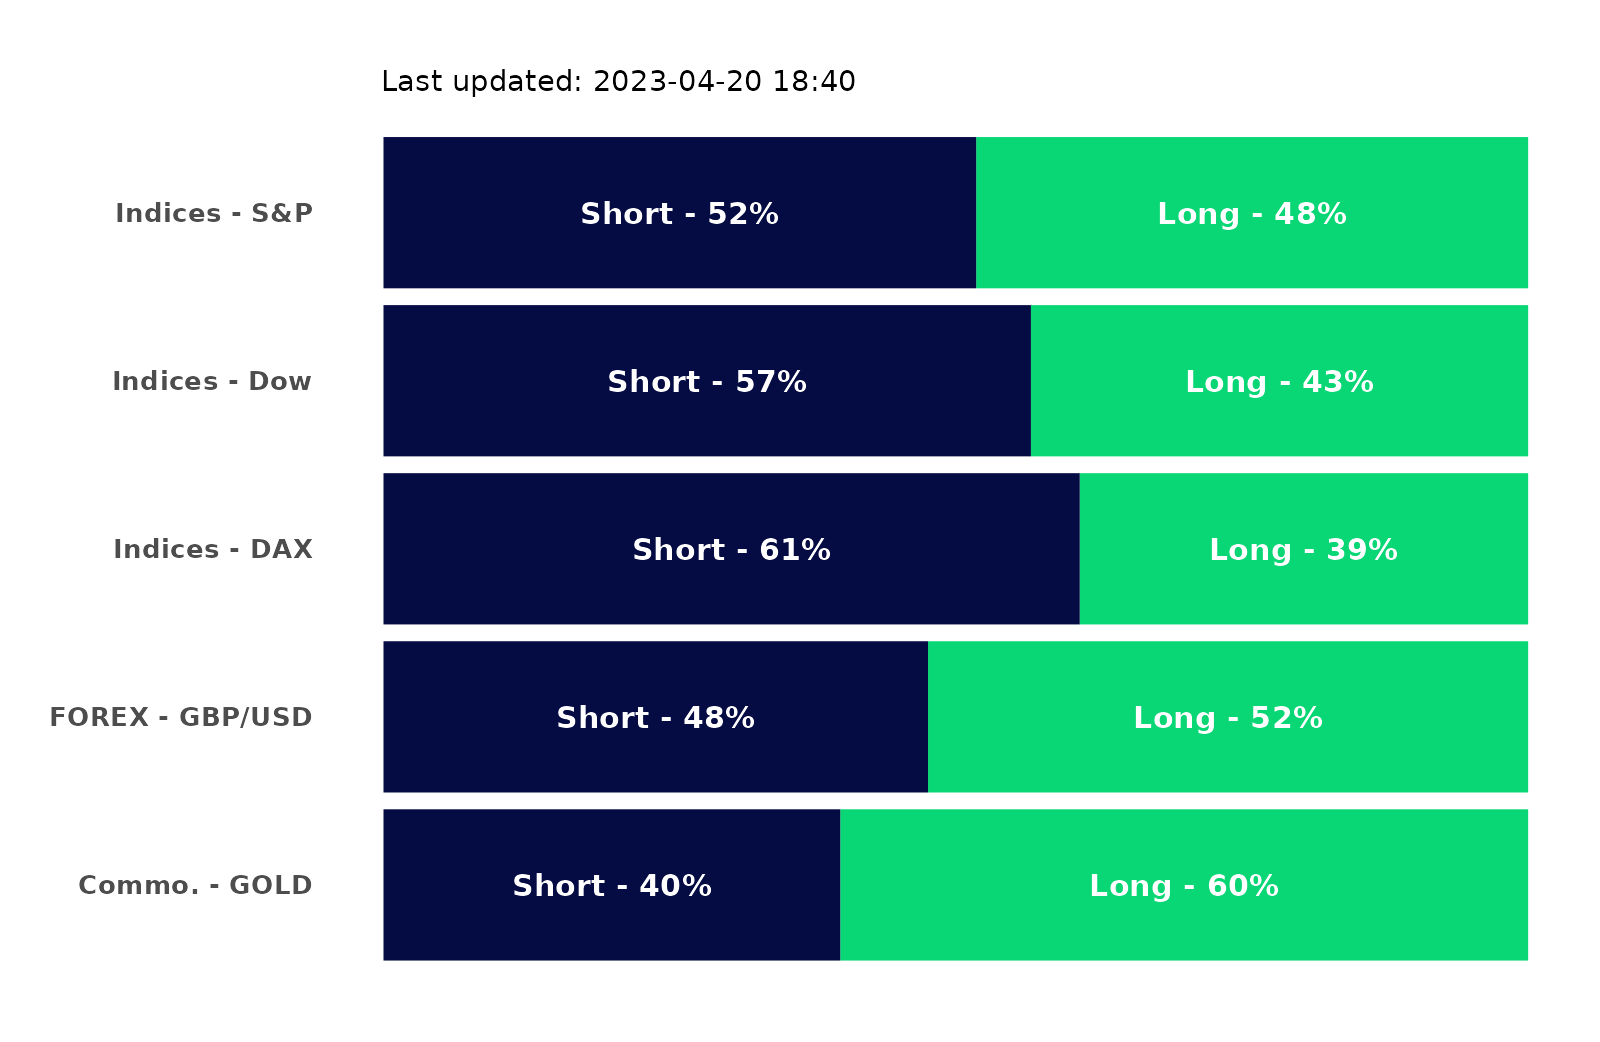 Last updated: 2023-04-20 18:40
Indices - S&P
Short - 52%
Long - 48%
Indices - Dow
Short - 57%
Long - 43%
Indices - DAX
Short - 61%
Long - 39%
FOREX - GBP/USD
Short - 48%
Long - 52%
Commo. - GOLD
Short - 40%
Long - 60%